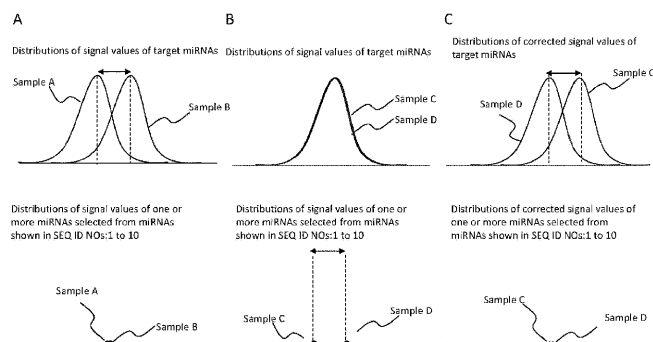 A
Distributions of signal values of target miRNAs
Sample A
Sample B
Distributions of signal values of one or
more miRNAs selected from miRNAs
shown in SEQ ID NOs:1 to 10
Sample A
Sample B
B
Distributions of signal values of target miRNAs
Sample C
Sample D
Distributions of signal values of one or
more miRNAs selected from miRNAs
shown in SEQ ID NOs:1 to 10
Sample C
Sample D
C
Distributions of corrected signal values of
target miRNAs
Sample C
Sample D
Distributions of corrected signal values of
one or more miRNAs selected from
miRNAs shown in SEQ ID NOs:1 to 10
Sample C
Sample D